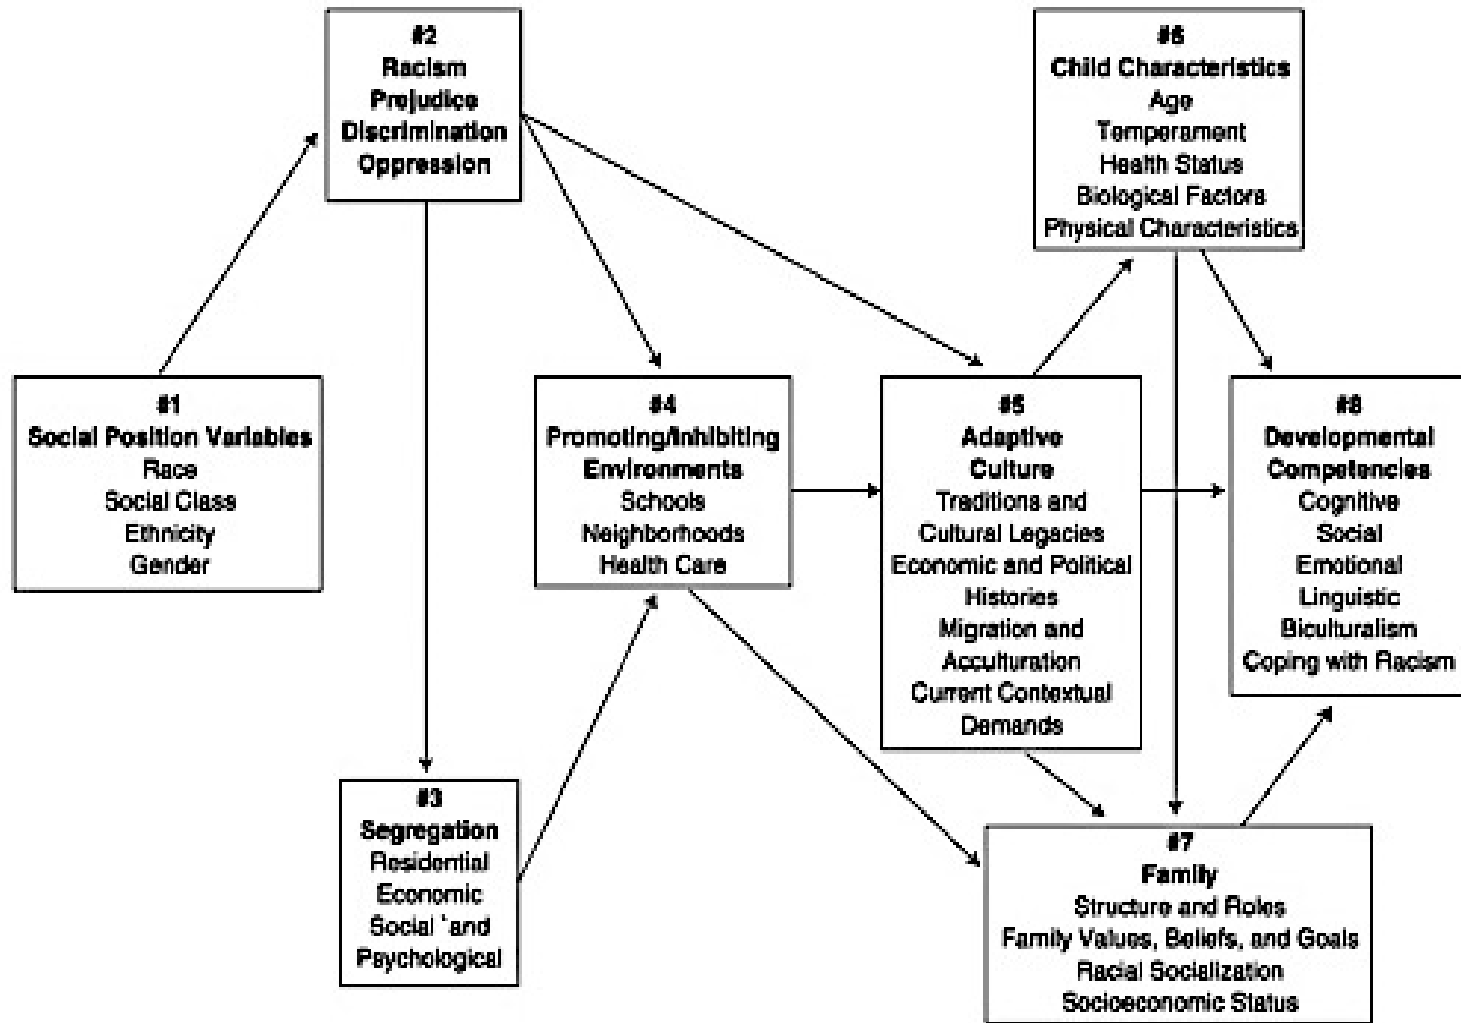 #2
Racism
Prejudice
Discrimination
Oppression
#6
Child Characteristics
Age
Temperament
Health Status
Biological Factors
Physical Characteristics
#1
Social Position Variables
Race
Social Class
Ethnicity
Gender
#4
Promoting/Inhibiting
Environments
Schools
Neighborhoods
Health Care
#5
Adaptive
Culture
Traditions and
Cultural Legacies
Economic and Political
Histories
Migration and
Acculturation
Current Contextual
Demands
#8
Developmental
Competencies
Cognitive
Social
Emotional
Linguistic
Biculturalism
Coping with Racism
#3
Segregation
Residential
Economic
Social `and
Psychological
#7
Family
Structure and Roles
Family Values, Beliefs, and Goals
Racial Socialization
Socioeconomic Status